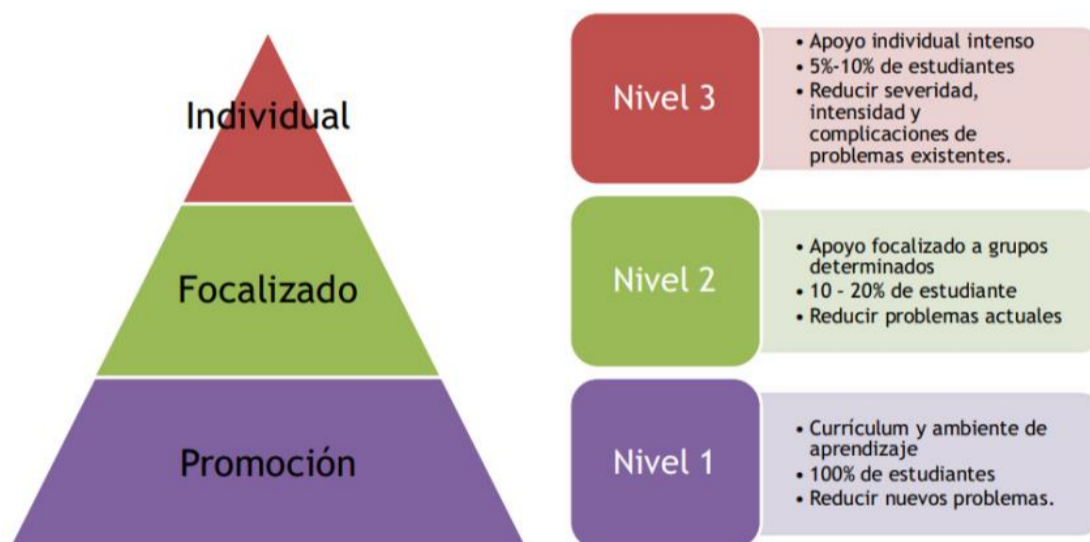 Individual
Focalizado
Promoción
Nivel 3
• Apoyo individual intenso
• 5%-10% de estudiantes
• Reducir severidad,
intensidad y
complicaciones de
problemas existentes.
Nivel 2
• Apoyo focalizado a grupos
determinados
• 10 - 20% de estudiante
• Reducir problemas actuales
Nivel 1
• Currículum y ambiente de
aprendizaje
• 100% de estudiantes
• Reducir nuevos problemas.